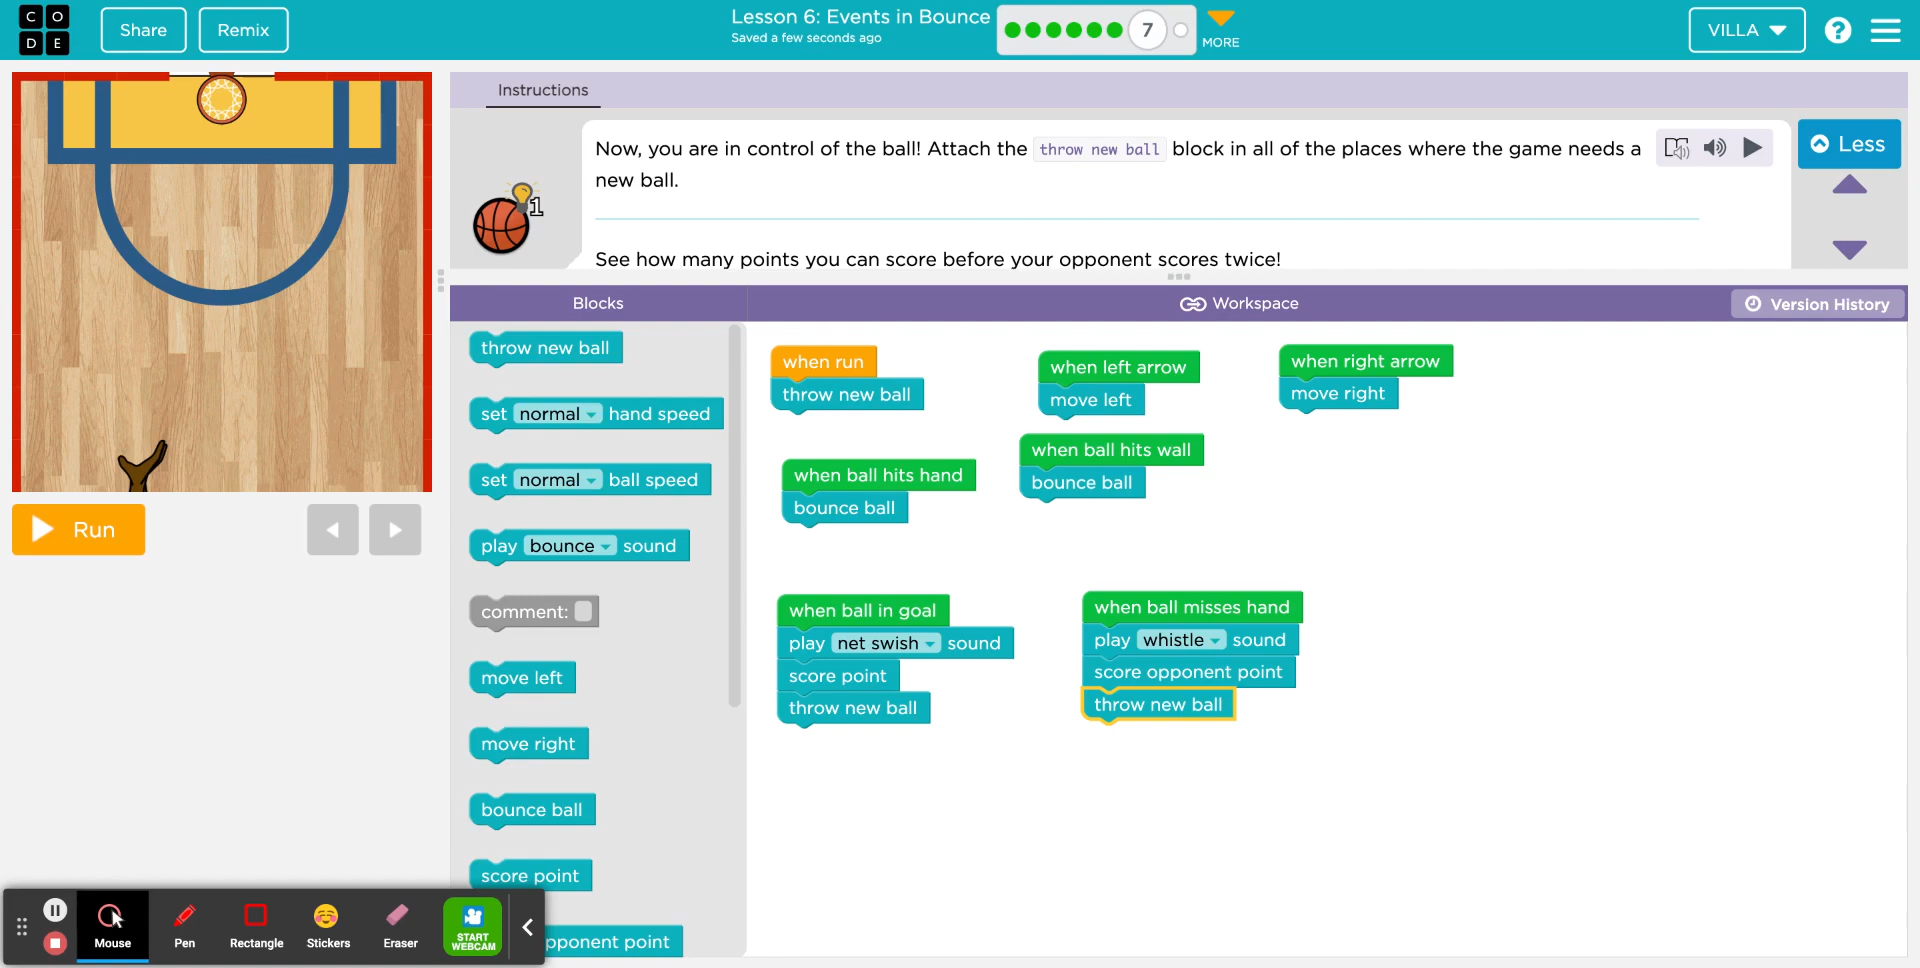 C O
D E
Share
Remix
Lesson 6: Events in Bounce
Saved a few seconds ago
7
MORE
VILLA
?
Instructions
Now, you are in control of the ball! Attach the throw new ball block in all of the places where the game needs a
new ball.
1
Less
See how many points you can score before your opponent scores twice!
Blocks
Workspace
Version History
Run
throw new ball
set normal hand speed
set normal ball speed
play bounce sound
comment:
move left
move right
bounce ball
score point
pponent point
when run
throw new ball
when left arrow
move left
when right arrow
move right
when ball hits hand
bounce ball
when ball hits wall
bounce ball
when ball in goal
play net swish sound
score point
throw new ball
when ball misses hand
play whistle sound
score opponent point
throw new ball
Mouse
Pen
Rectangle
Stickers
Eraser
START
WEBCAM